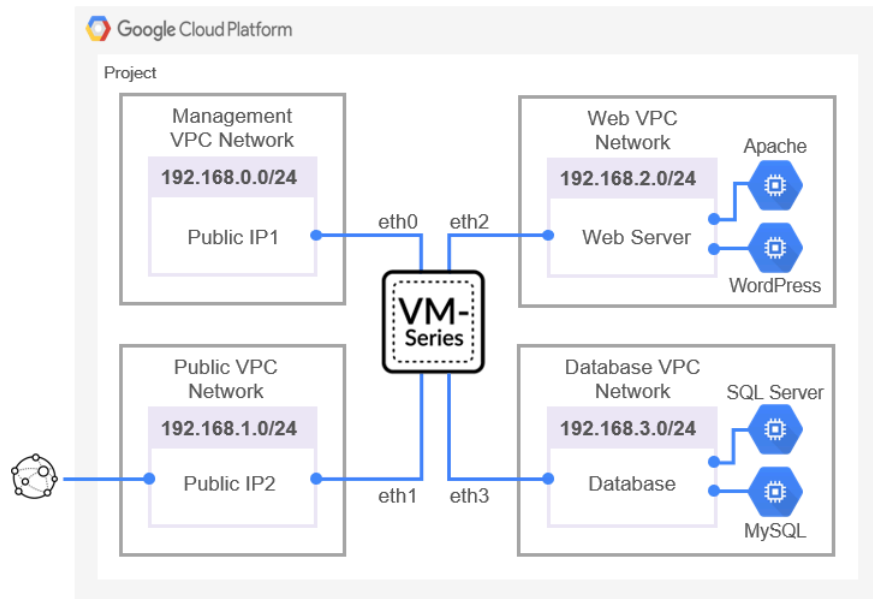 Google Cloud Platform
Project
Management
VPC Network
192.168.0.0/24
Public IP1
eth0
eth2
Web VPC
Network
192.168.2.0/24
Web Server
Apache
WordPress
VM-
Series
Public VPC
Network
192.168.1.0/24
Public IP2
eth1
eth3
Database VPC
Network
192.168.3.0/24
Database
SQL Server
MySQL